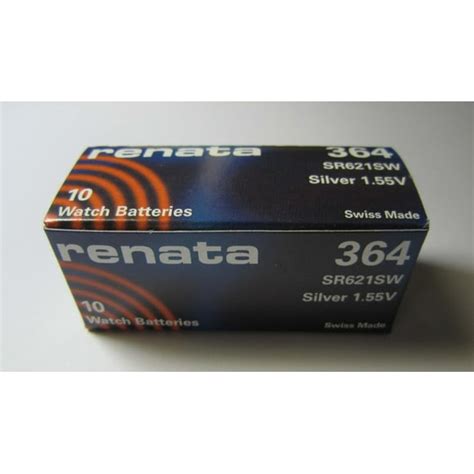 renata 364
SR621SW
Silver 1.55V
10
Watch Batteries
Swiss Made
renata 364
SR621SW
Silver 1.55V
10
Watch Batteries
Swiss Made